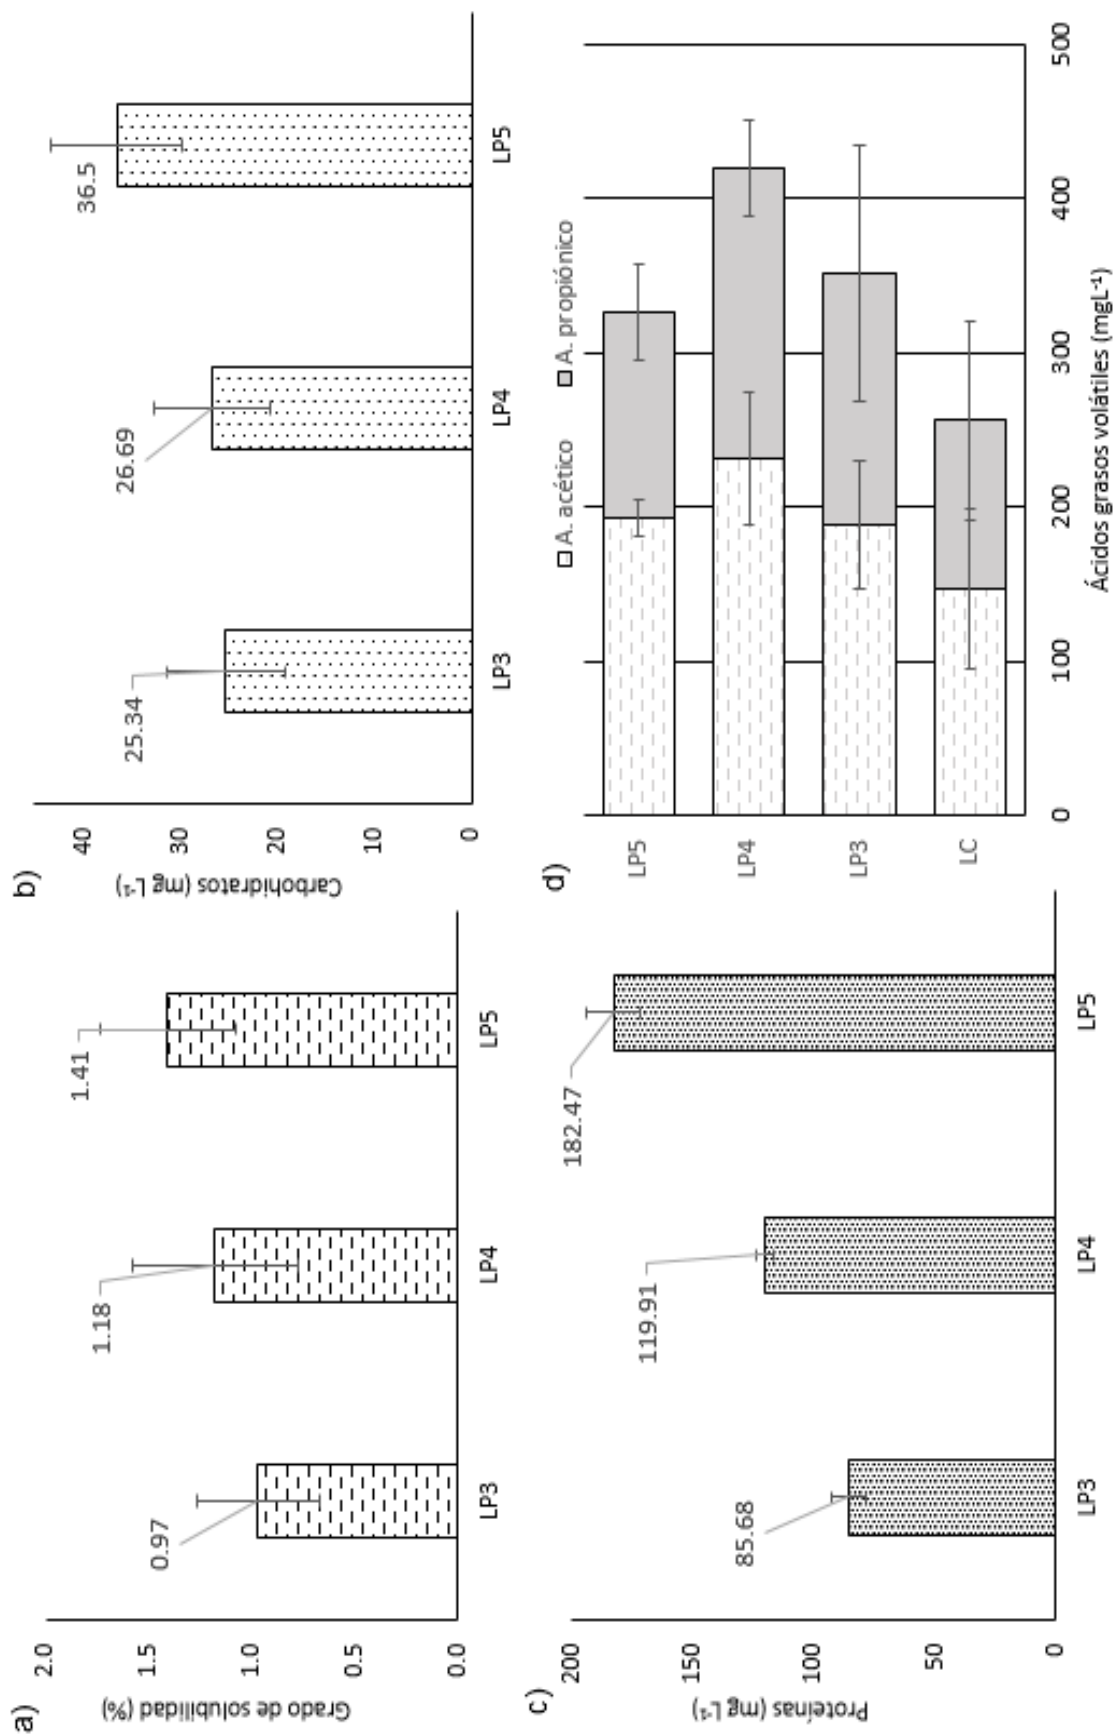 a)
Grado de solubilidad (%)
2.0
1.5
1.0
0.5
0.0
0.97
1.18
1.41
LP3
LP4
LP5
b)
Carbohidratos (mg L⁻¹)
40
30
20
10
0
25.34
26.69
36.5
LP3
LP4
LP5
c)
Proteínas (mg L⁻¹)
200
150
100
50
0
85.68
119.91
182.47
LP3
LP4
LP5
d)
A. acético
A. propiónico
LP5
LP4
LP3
LC
0
100
200
300
400
500
Ácidos grasos volátiles (mgL⁻¹)